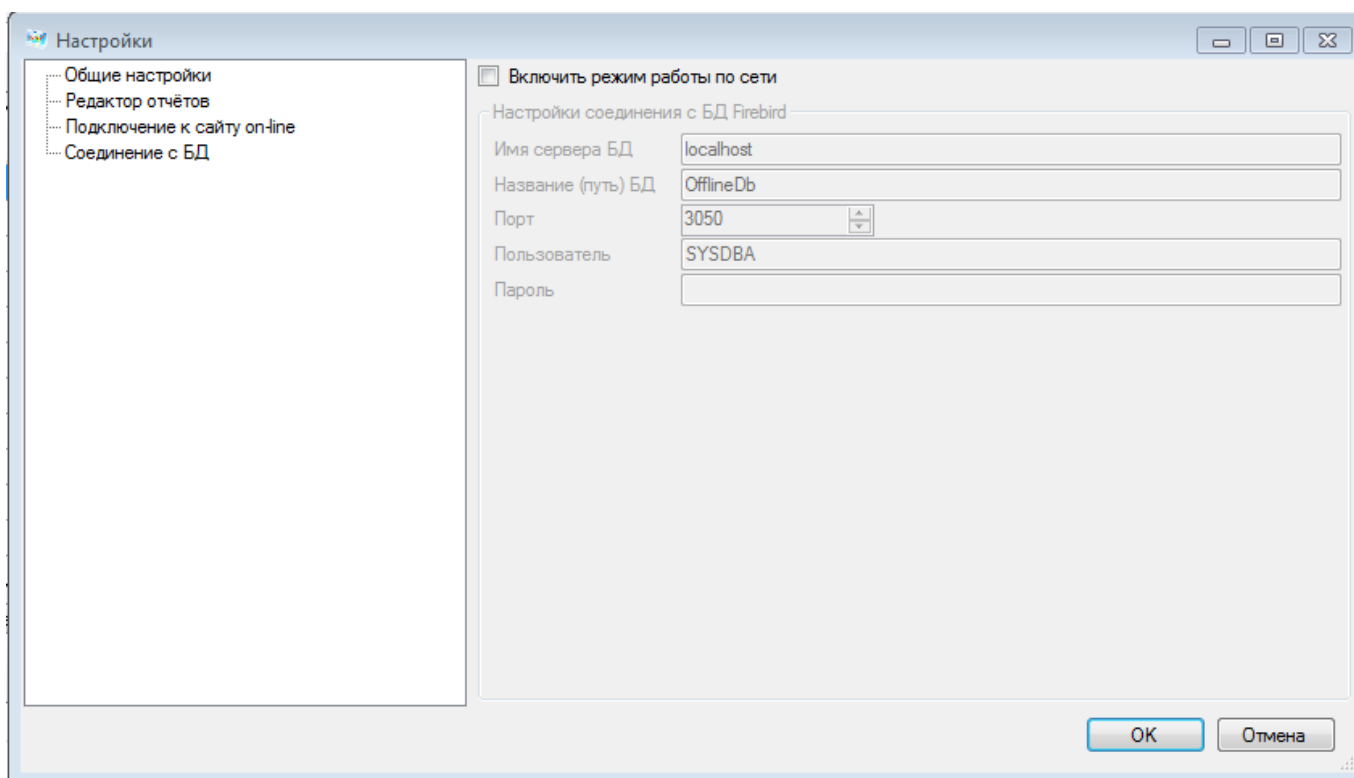 Настройки
Общие настройки
Редактор отчётов
Подключение к сайту on-line
Соединение с БД
Включить режим работы по сети
Настройки соединения с БД Firebird
Имя сервера БД localhost
Название (путь) БД OfflineDb
Порт 3050
Пользователь SYSDBA
Пароль
OK Отмена